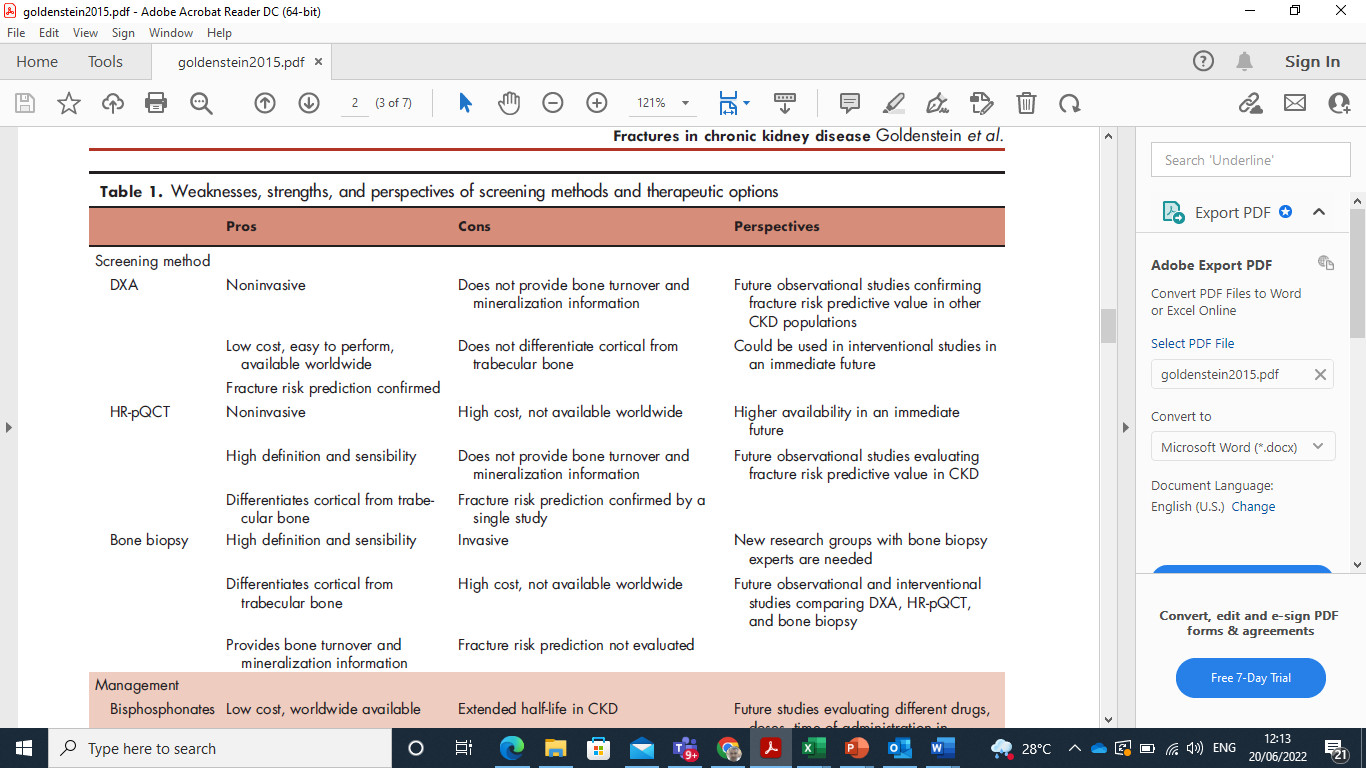 goldenstein2015.pdf - Adobe Acrobat Reader DC (64-bit)
File Edit View Sign Window Help
Home Tools goldenstein2015.pdf × Sign In
2 (3 of 7) 121%
Fractures in chronic kidney disease Goldenstein et al.
Table 1. Weaknesses, strengths, and perspectives of screening methods and therapeutic options
Pros Cons Perspectives
Screening method
DXA Noninvasive Does not provide bone turnover and Future observational studies confirming
mineralization information fracture risk predictive value in other
CKD populations
Low cost, easy to perform, Does not differentiate cortical from Could be used in interventional studies in
available worldwide trabecular bone an immediate future
Fracture risk prediction confirmed
HR-pQCT Noninvasive High cost, not available worldwide Higher availability in an immediate
future
High definition and sensibility Does not provide bone turnover and Future observational studies evaluating
mineralization information fracture risk predictive value in CKD
Differentiates cortical from trabe- Fracture risk prediction confirmed by a
cular bone single study
Bone biopsy High definition and sensibility Invasive New research groups with bone biopsy
experts are needed
Differentiates cortical from High cost, not available worldwide Future observational and interventional
trabecular bone studies comparing DXA, HR-pQCT,
and bone biopsy
Provides bone turnover and Fracture risk prediction not evaluated
mineralization information
Management
Bisphosphonates Low cost, worldwide available Extended half-life in CKD Future studies evaluating different drugs,
doses, time of administration in
Search 'Underline'
Export PDF
Adobe Export PDF
Convert PDF Files to Word
or Excel Online
Select PDF File
goldenstein2015.pdf
Convert to
Microsoft Word (*.docx)
Document Language:
English (U.S.) Change
Convert, edit and e-sign PDF
forms & agreements
Free 7-Day Trial
Type here to search
9+
28°C ENG 12:13
20/06/2022
21